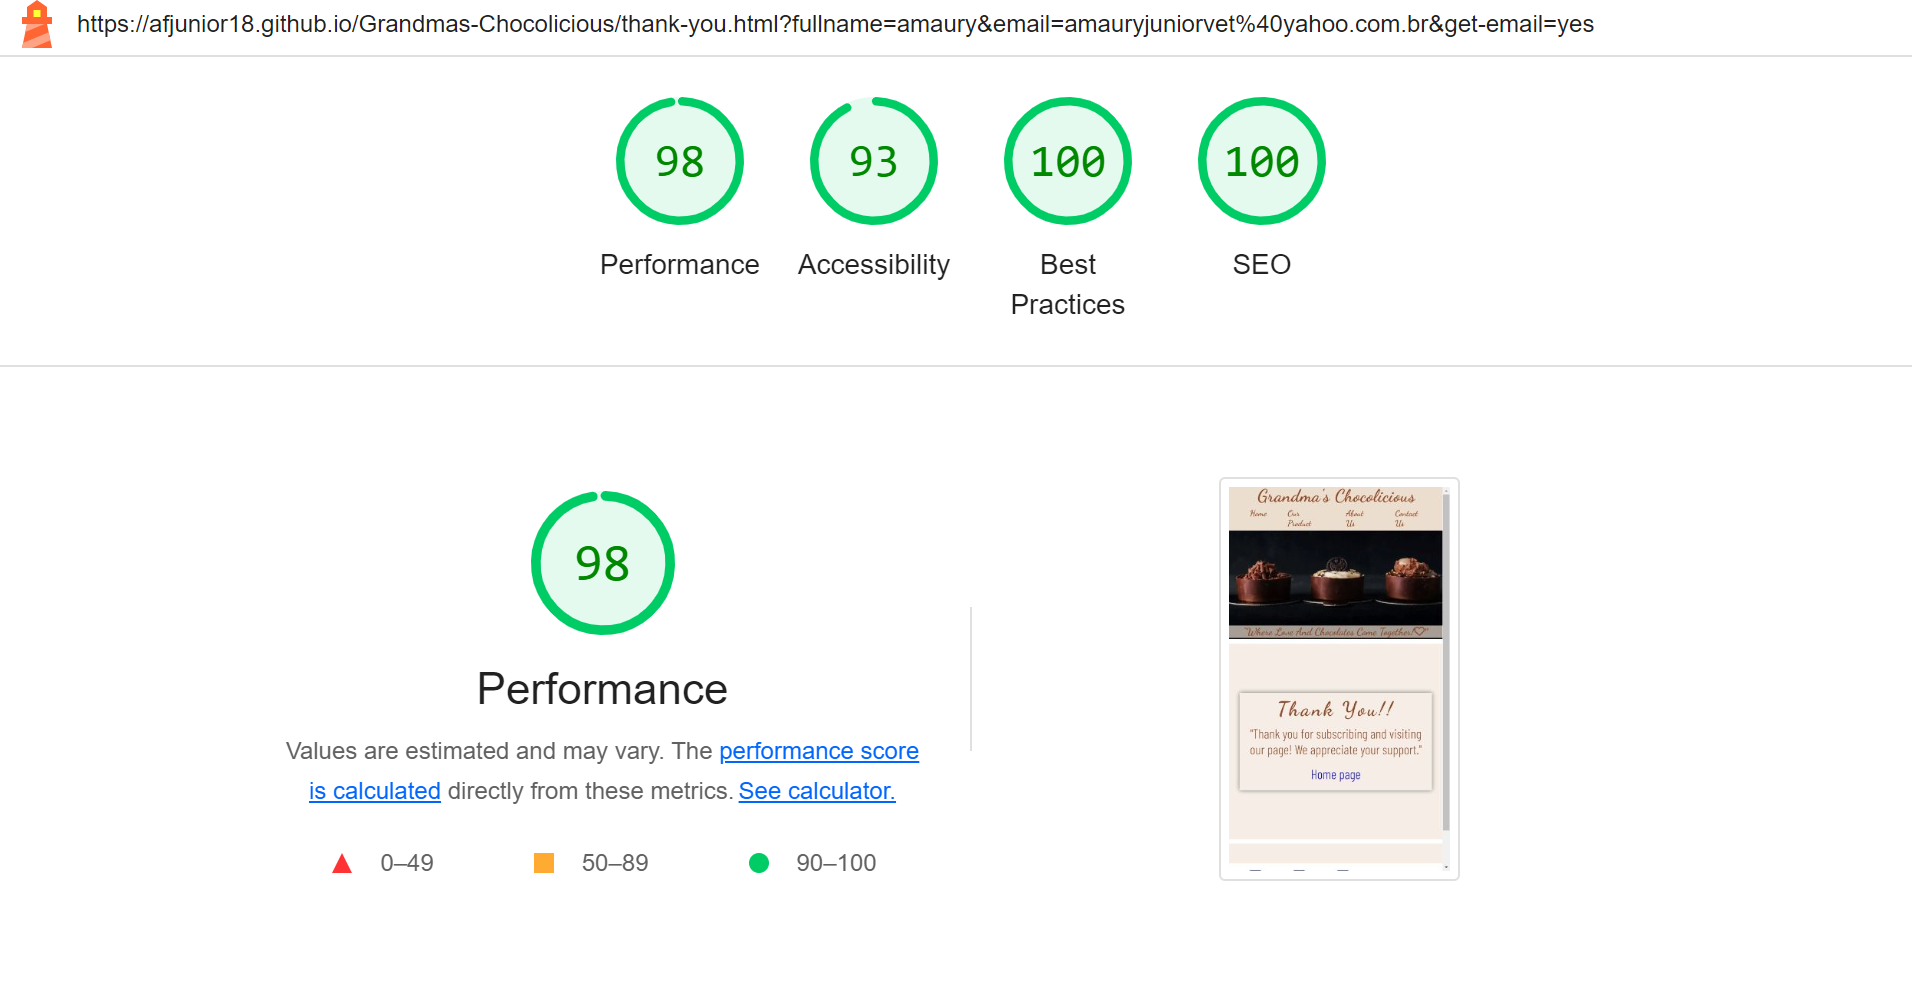 https://afjunior18.github.io/Grandmas-Chocolicious/thank-you.html?fullname=amaury&email=amauryjuniorvet%40yahoo.com.br&get-email=yes
98
93
100
100
Performance
Accessibility
Best
Practices
SEO
98
Performance
Values are estimated and may vary. The performance score
is calculated directly from these metrics. See calculator.
0–49
50–89
90–100
Grandma's Chocolicious
Home
Our
Product
About
Us
Contact
Us
"Where Love And Chocolates Come Together!♡"
Thank You!!
"Thank you for subscribing and visiting
our page! We appreciate your support."
Home page